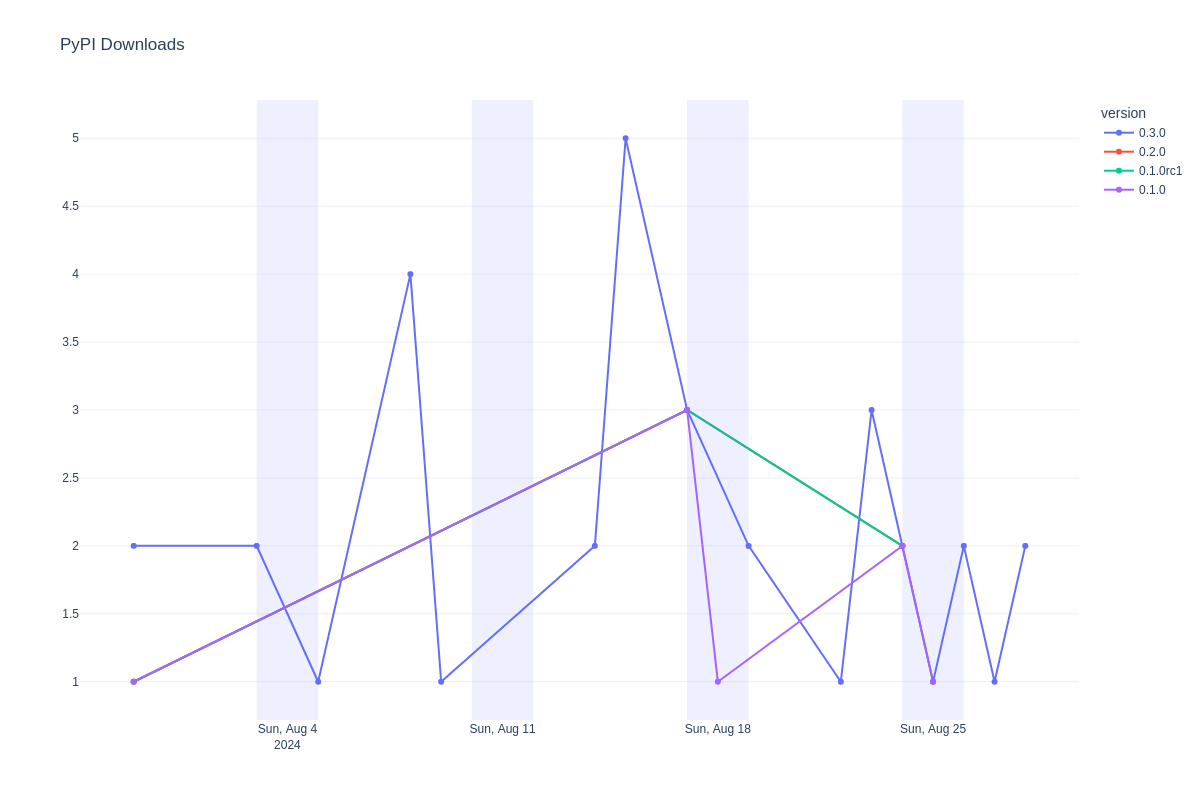 PyPI Downloads
version
0.3.0
0.2.0
0.1.0rc1
0.1.0
5
4.5
4
3.5
3
2.5
2
1.5
1
Sun, Aug 4
2024
Sun, Aug 11
Sun, Aug 18
Sun, Aug 25